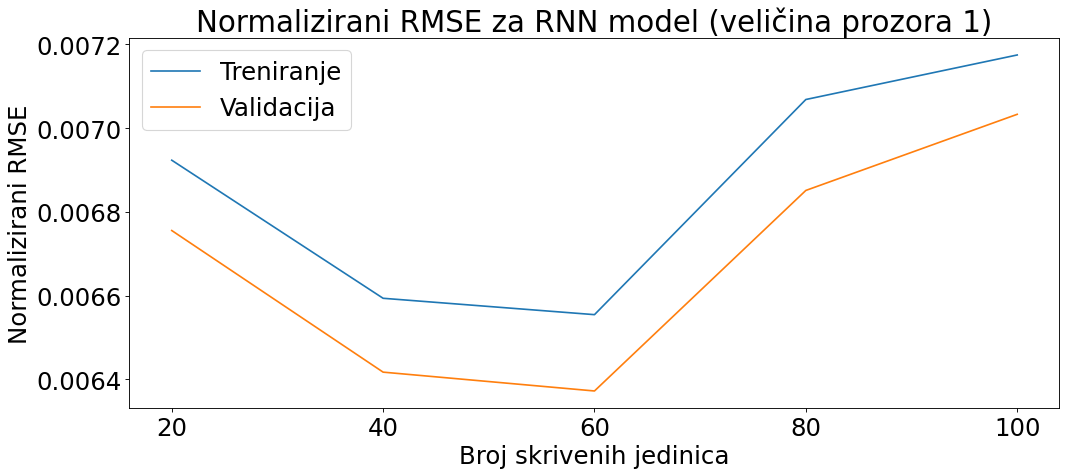 Normalizirani RMSE za RNN model (veličina prozora 1)
Treniranje
Validacija
Normalizirani RMSE
0.0072
0.0070
0.0068
0.0066
0.0064
20 40 60 80 100
Broj skrivenih jedinica